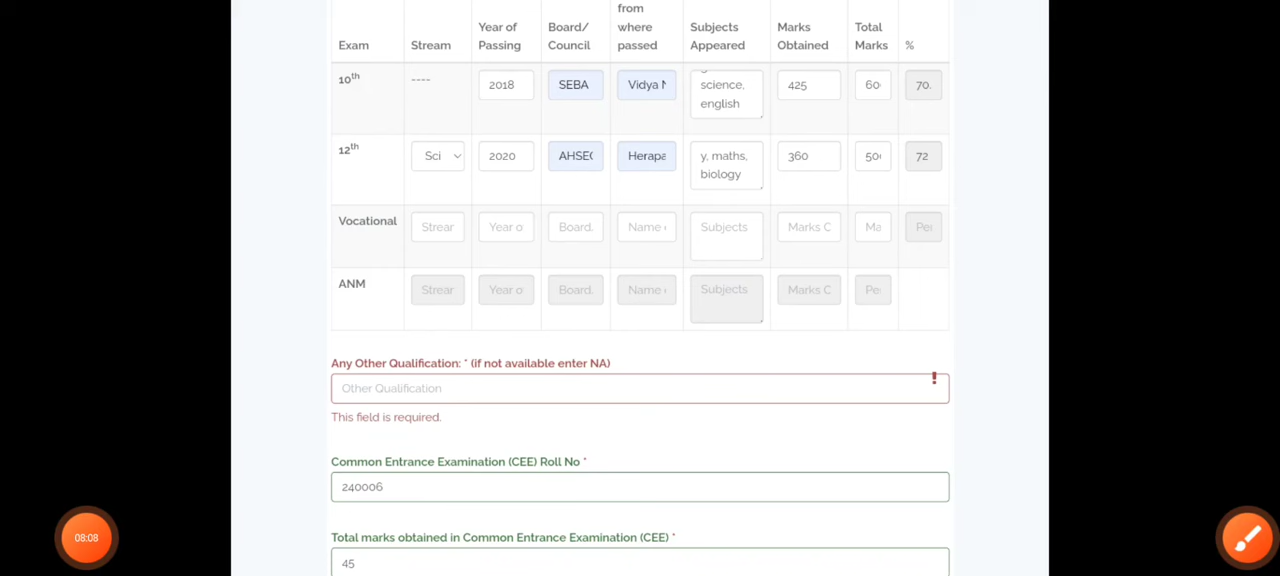 Exam
Stream
Year of
Passing
Board/
Council
from
where
passed
Subjects
Appeared
Marks
Obtained
Total
Marks
%
10th
----
2018
SEBA
Vidya
science,
english
425
60
70.
12th
Sci
2020
AHSEC
Herapa
y, maths,
biology
360
50
72
Vocational
Strear
Year o
Board.
Name
Subjects
Marks C
Ma
Per
ANM
Strear
Year o
Board.
Name
Subjects
Marks C
Pe
Any Other Qualification: * (if not available enter NA)
!
Other Qualification
This field is required.
Common Entrance Examination (CEE) Roll No *
240006
Total marks obtained in Common Entrance Examination (CEE) *
45
08:08